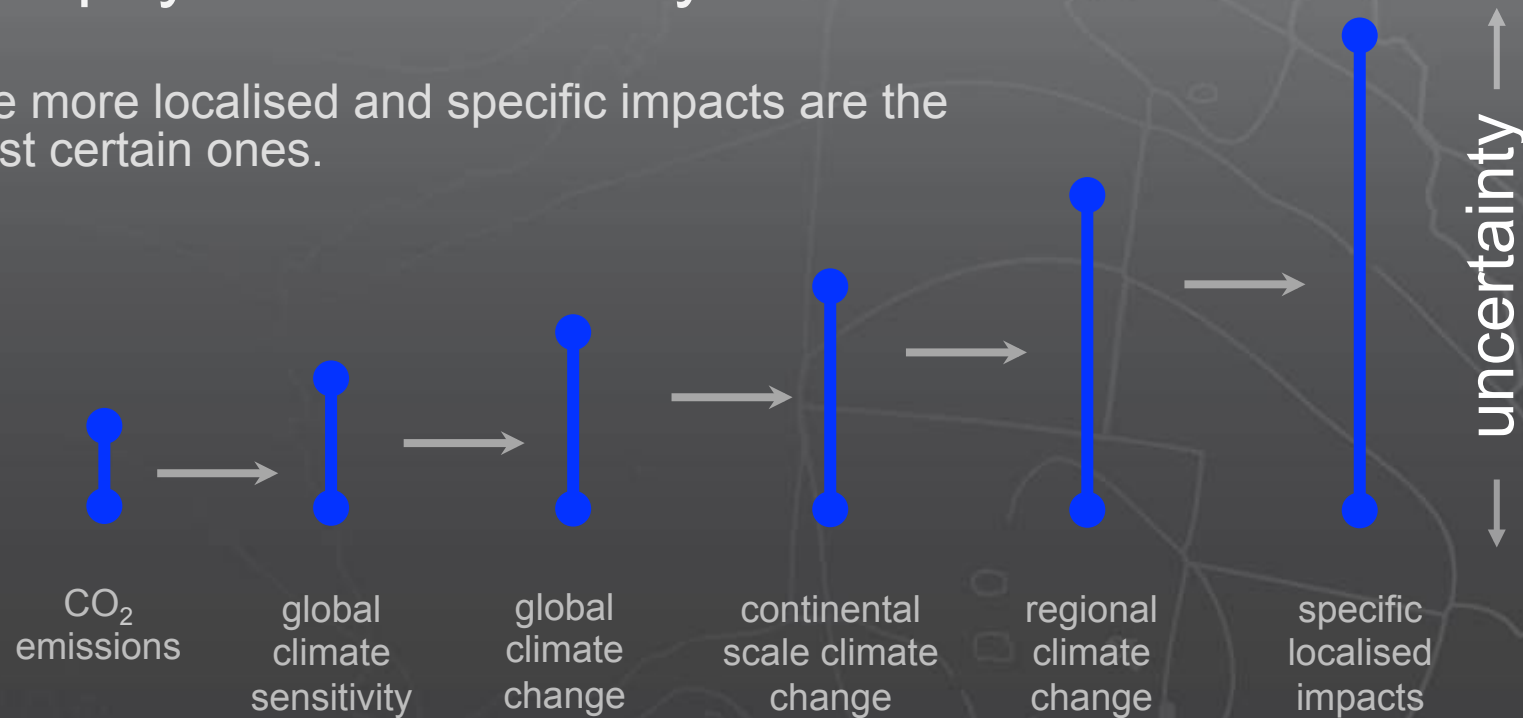 e more localised and specific impacts are the
st certain ones.
uncertainty
CO₂
emissions
global
climate
sensitivity
global
climate
change
continental
scale climate
change
regional
climate
change
specific
localised
impacts